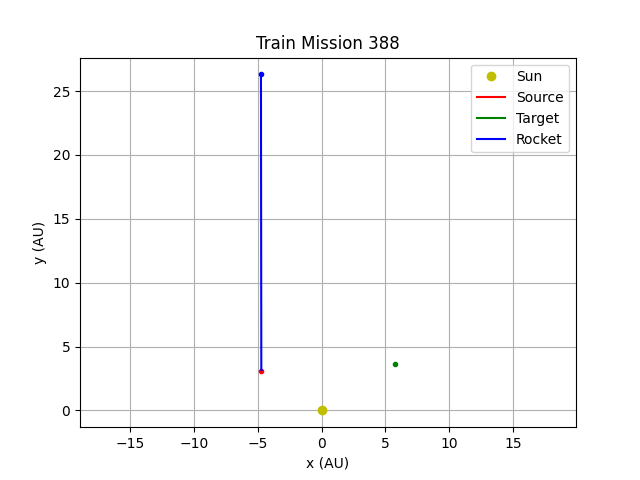 Train Mission 388
Sun
Source
Target
Rocket
25
20
15
10
5
0
y (AU)
−15
−10
−5
0
5
10
15
x (AU)